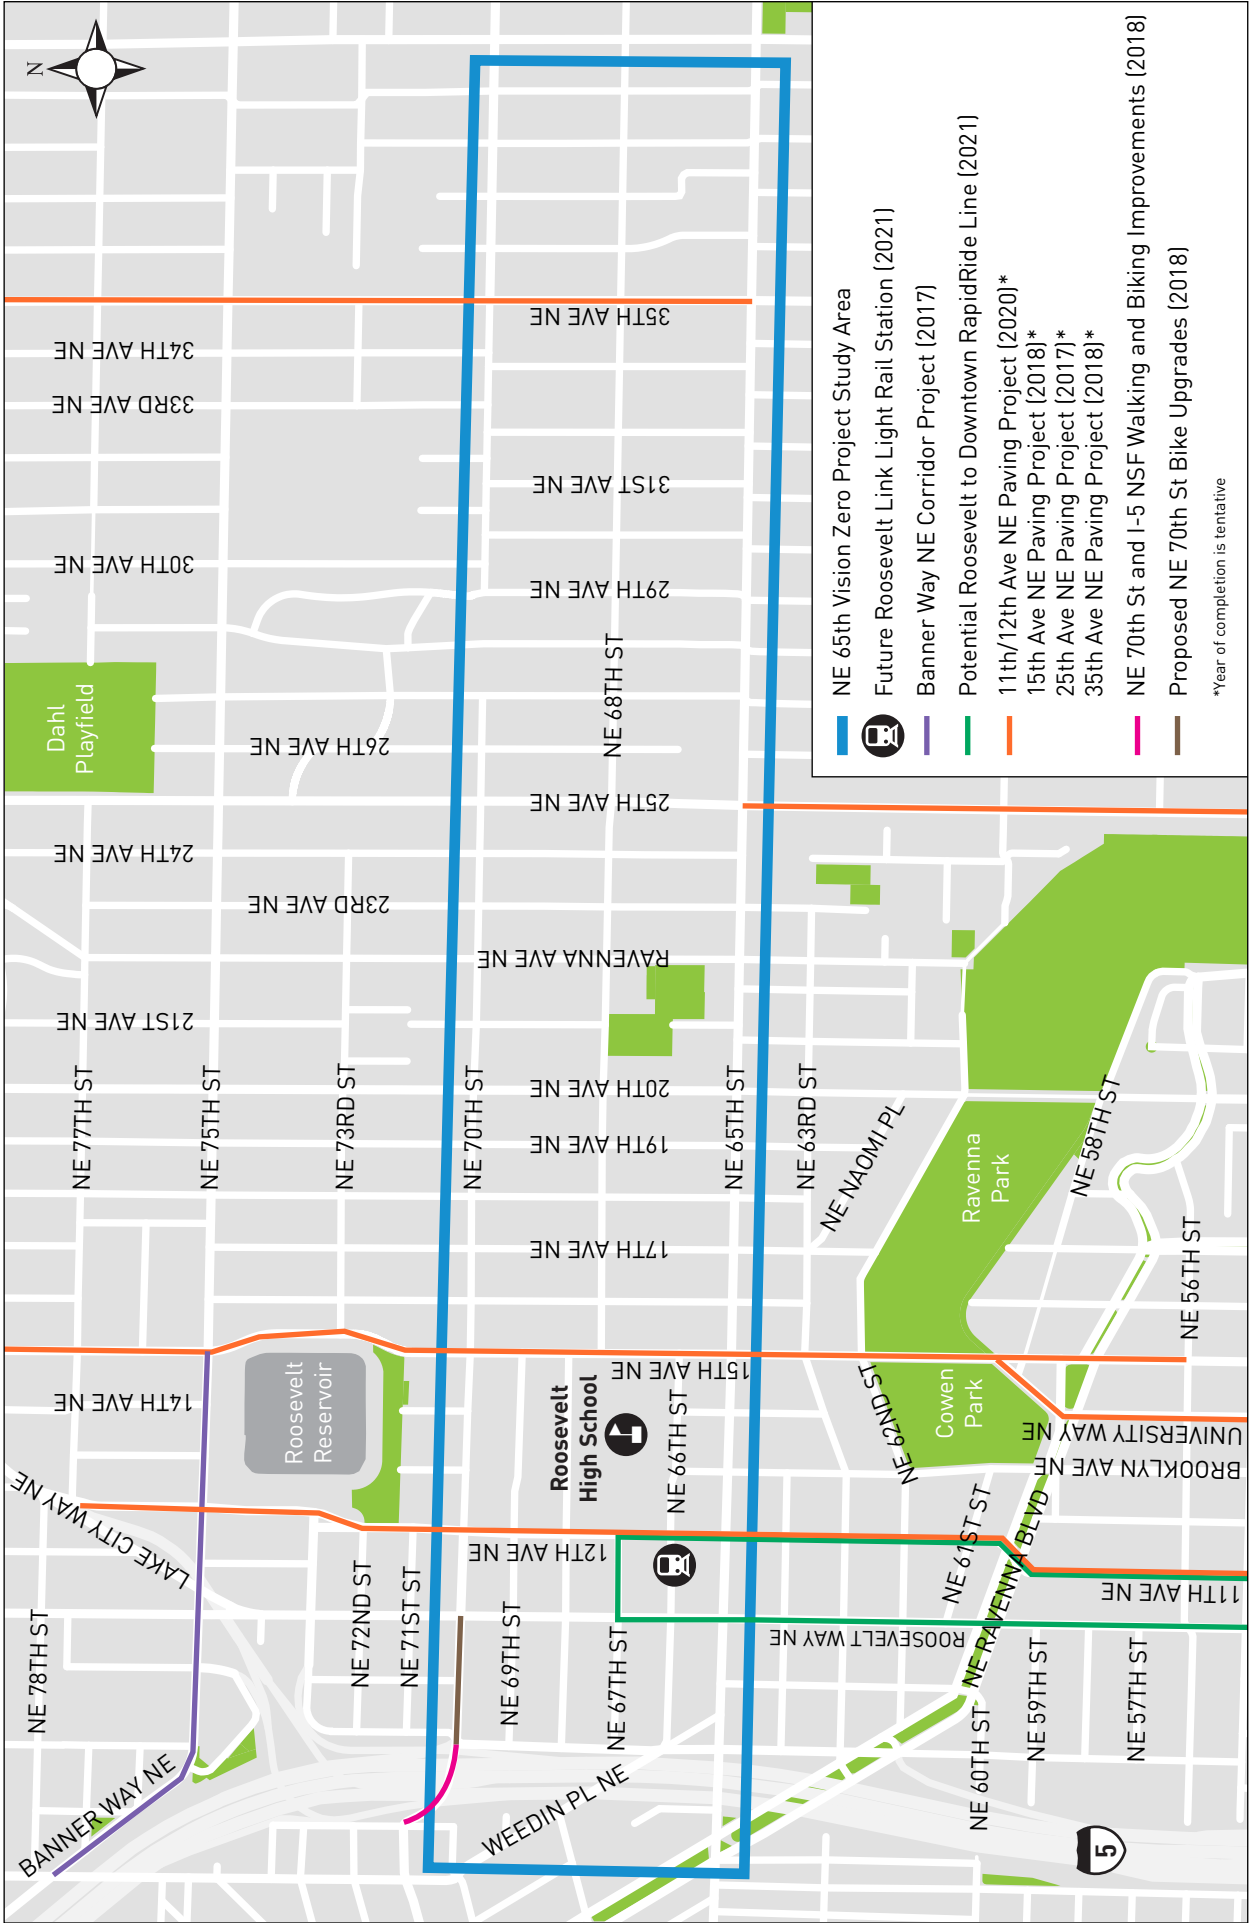 N
BANNER WAY NE
NE 78TH ST
LAKE CITY WAY NE
14TH AVE NE
NE 77TH ST
21ST AVE NE
24TH AVE NE
Dahl
Playfield
30TH AVE NE
33RD AVE NE
34TH AVE NE
NE 75TH ST
Roosevelt
Reservoir
NE 73RD ST
23RD AVE NE
26TH AVE NE
NE 72ND ST
NE 71ST ST
NE 70TH ST
WEEDIN PL NE
NE 69TH ST
12TH AVE NE
Roosevelt
High School
17TH AVE NE
19TH AVE NE
20TH AVE NE
RAVENNA AVE NE
25TH AVE NE
29TH AVE NE
31ST AVE NE
35TH AVE NE
NE 67TH ST
NE 68TH ST
NE 66TH ST
15TH AVE NE
NE 65TH ST
NE 63RD ST
ROOSEVELT WAY NE
NE NAOMI PL
NE 62ND ST
Cowen
Park
Ravenna
Park
NE 61ST ST
NE 60TH ST
NE RAVENNA BLVD
NE 59TH ST
NE 58TH ST
11TH AVE NE
BROOKLYN AVE NE
UNIVERSITY WAY NE
NE 57TH ST
NE 56TH ST
5
NE 65th Vision Zero Project Study Area
Future Roosevelt Link Light Rail Station (2021)
Banner Way NE Corridor Project (2017)
Potential Roosevelt to Downtown RapidRide Line (2021)
11th/12th Ave NE Paving Project (2020)*
15th Ave NE Paving Project (2018)*
25th Ave NE Paving Project (2017)*
35th Ave NE Paving Project (2018)*
NE 70th St and I-5 NSF Walking and Biking Improvements (2018)
Proposed NE 70th St Bike Upgrades (2018)
*Year of completion is tentative